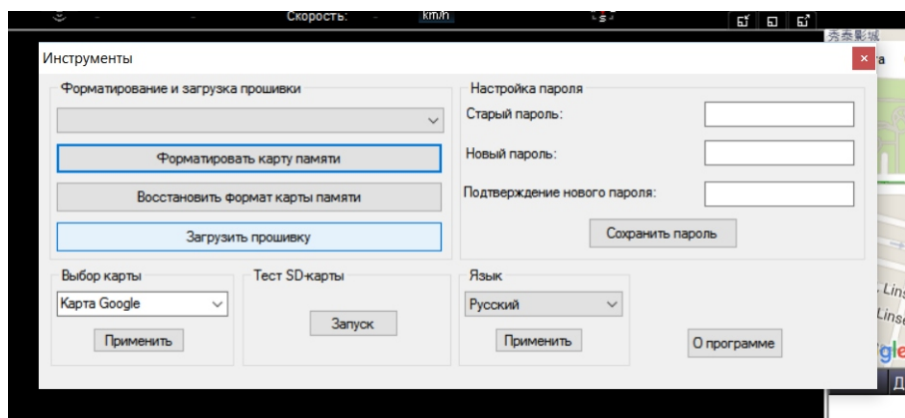 Скорость:
km/h
S
秀泰影城
Инструменты
Форматирование и загрузка прошивки
Форматировать карту памяти
Восстановить формат карты памяти
Загрузить прошивку
Настройка пароля
Старый пароль:
Новый пароль:
Подтверждение нового пароля:
Сохранить пароль
Выбор карты
Карта Google
Применить
Тест SD-карты
Запуск
Язык
Русский
Применить
О программе